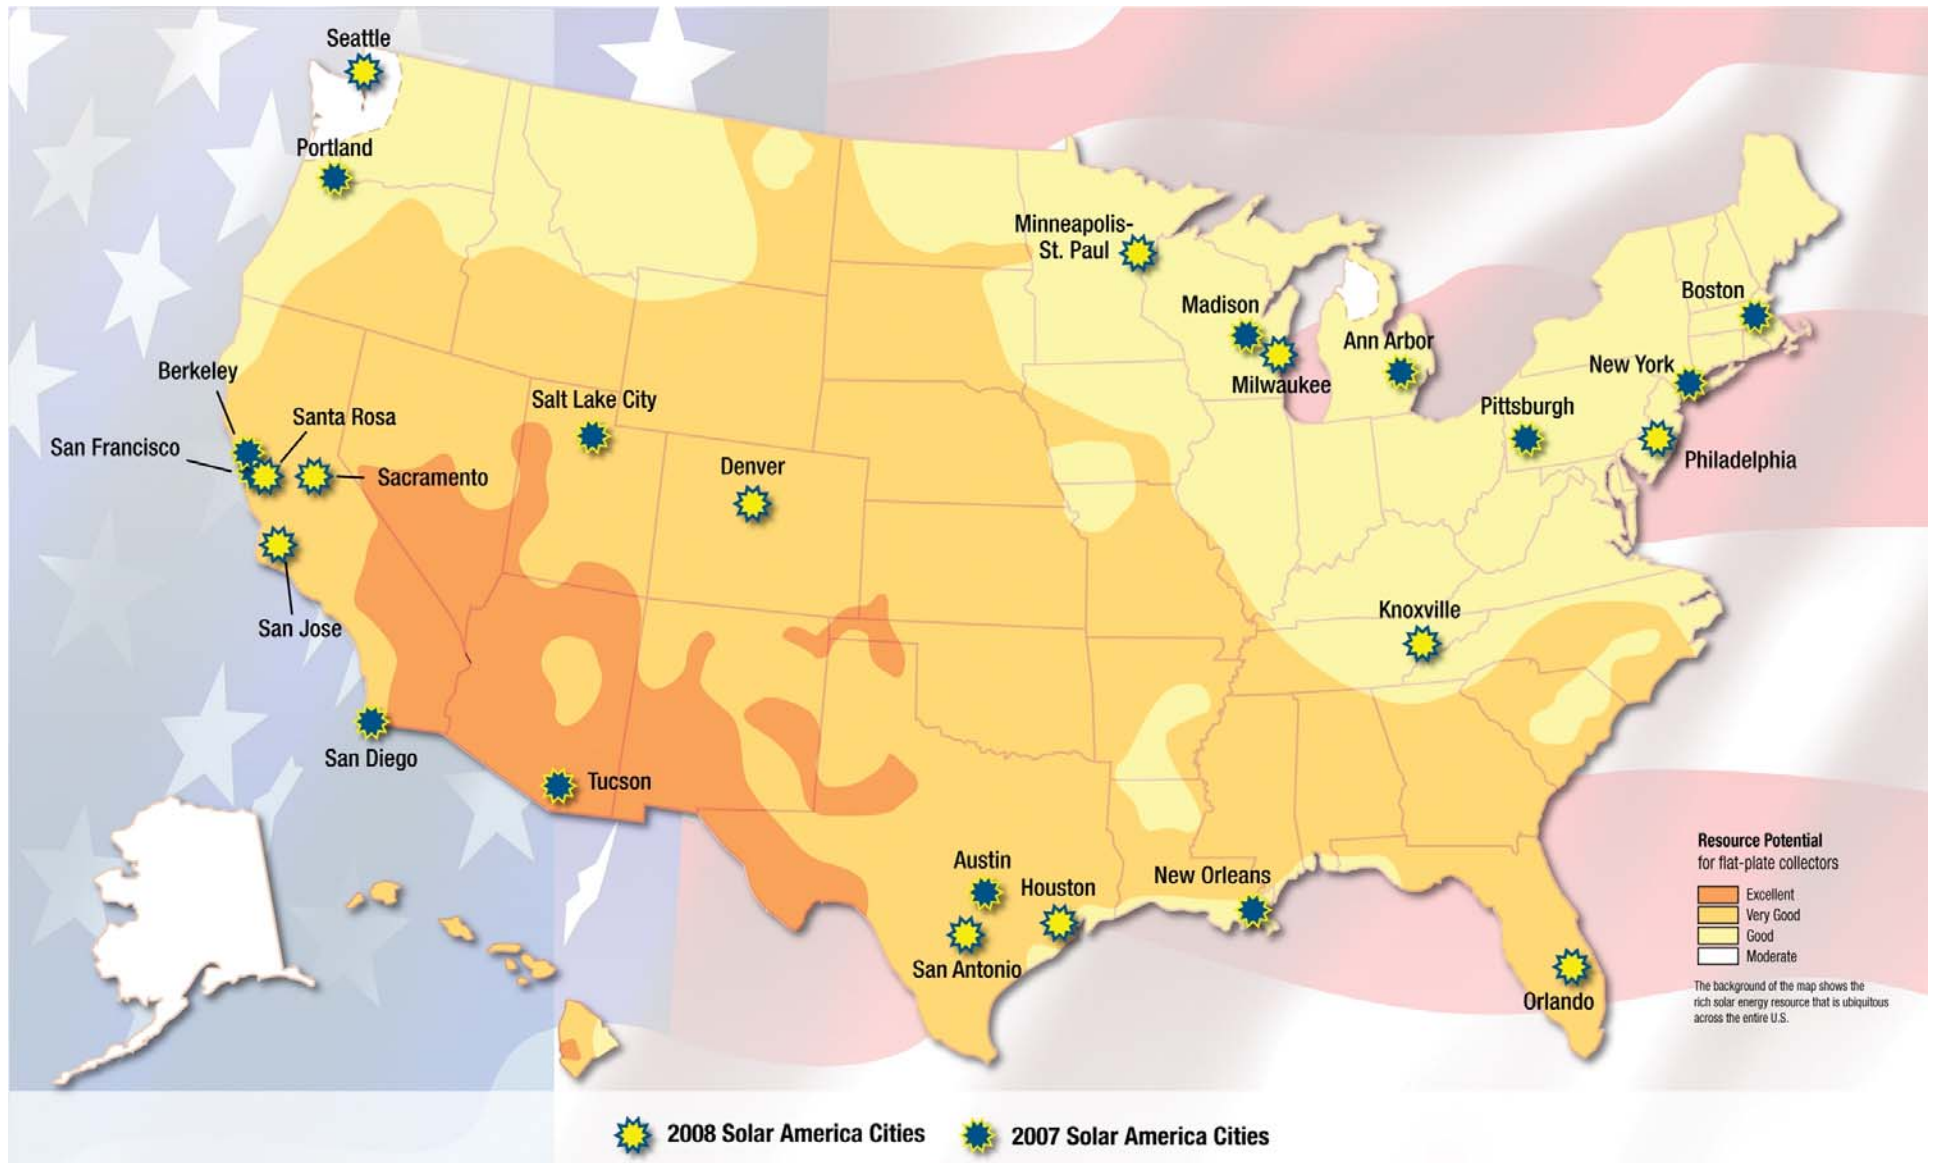 Seattle
Portland
Minneapolis-
St. Paul
Madison
Milwaukee
Ann Arbor
Boston
New York
Pittsburgh
Philadelphia
Berkeley
Santa Rosa
San Francisco
Sacramento
Salt Lake City
Denver
San Jose
Knoxville
San Diego
Tucson
Austin
Houston
New Orleans
San Antonio
Orlando
Resource Potential
for flat-plate collectors
Excellent
Very Good
Good
Moderate
The background of the map shows the
rich solar energy resource that is ubiquitous
across the entire U.S.
2008 Solar America Cities
2007 Solar America Cities